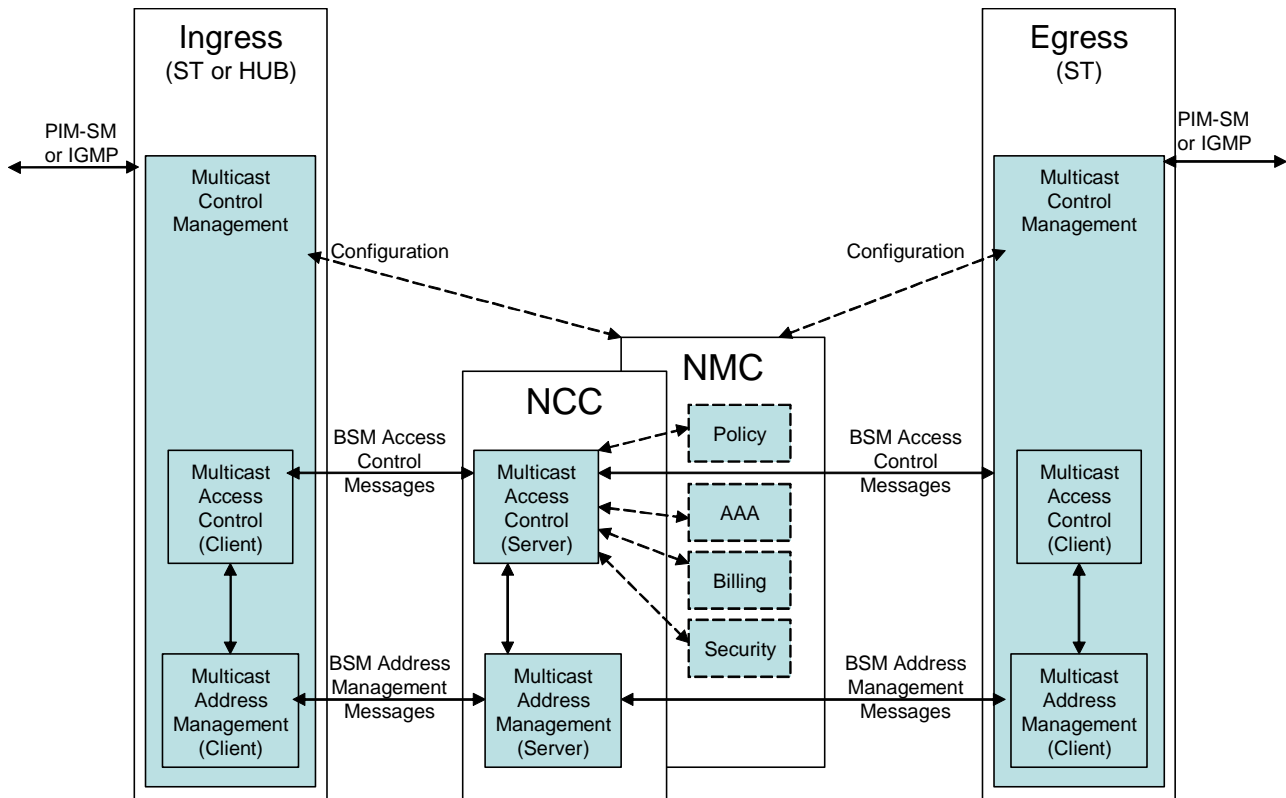 Ingress
(ST or HUB)
Egress
(ST)
PIM-SM
or IGMP
PIM-SM
or IGMP
Multicast
Control
Management
Multicast
Control
Management
Configuration
Configuration
NMC
NCC
Policy
BSM Access
Control
Messages
BSM Access
Control
Messages
Multicast
Access
Control
(Client)
Multicast
Access
Control
(Server)
AAA
Multicast
Access
Control
(Client)
Billing
Security
BSM Address
Management
Messages
BSM Address
Management
Messages
Multicast
Address
Management
(Client)
Multicast
Address
Management
(Server)
Multicast
Address
Management
(Client)